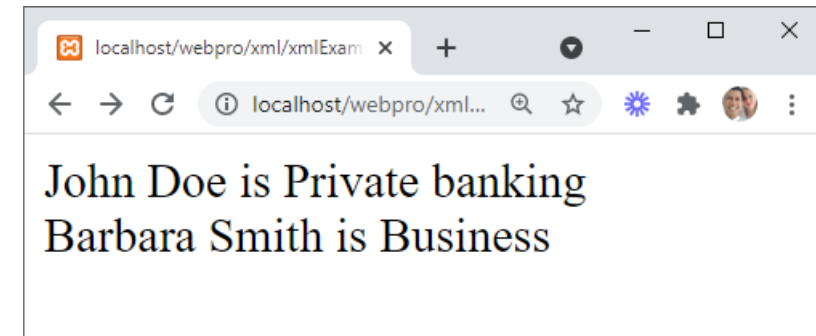 localhost/webpro/xml/xmlExam
localhost/webpro/xml...
John Doe is Private banking
Barbara Smith is Business